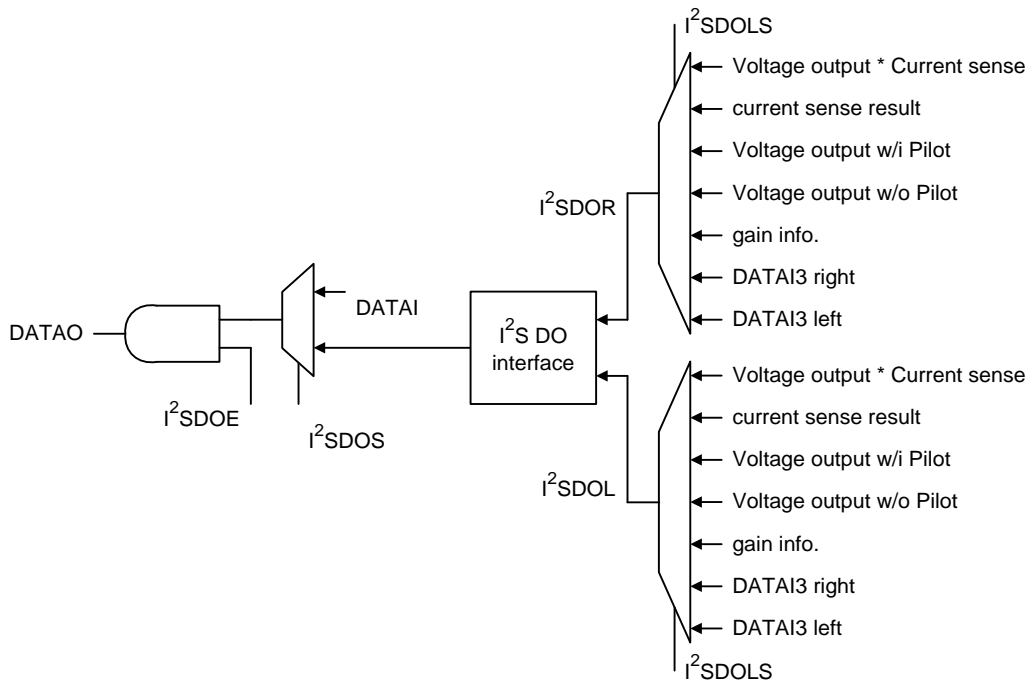 I²SDOLS
Voltage output * Current sense
current sense result
Voltage output w/i Pilot
Voltage output w/o Pilot
gain info.
DATAI3 right
DATAI3 left
I²SDOR
DATAO
I²SDOE
I²SDOS
DATAI
I²S DO
interface
I²SDOL
Voltage output * Current sense
current sense result
Voltage output w/i Pilot
Voltage output w/o Pilot
gain info.
DATAI3 right
DATAI3 left
I²SDOLS